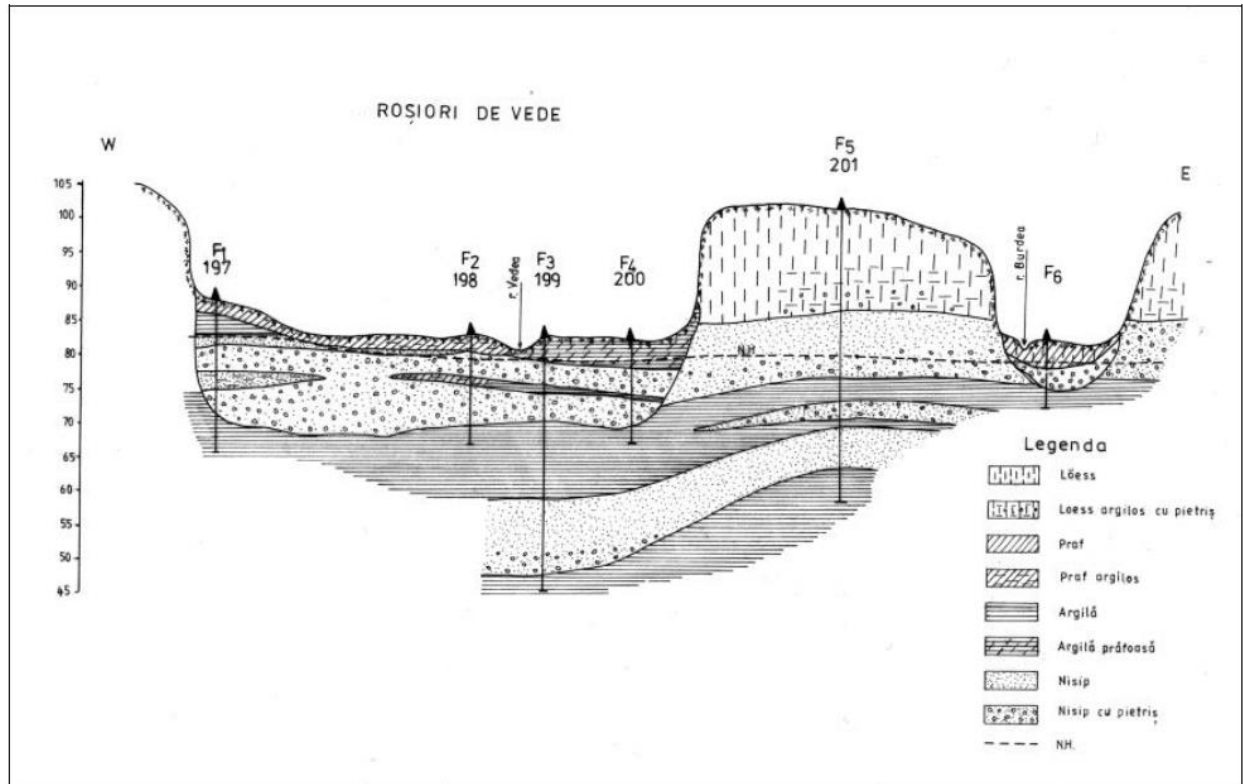 ROȘIORI DE VEDE
W
E
F1
197
F2
198
r. Vedea
F3
199
F4
200
F5
201
r. Burdea
F6
N.H.
105
100
95
90
85
80
75
70
65
60
55
50
45
Legenda
Löess
Loess argilos cu pietriș
Praf
Praf argilos
Argilă
Argilă prăfoasă
Nisip
Nisip cu pietriș
N.H.